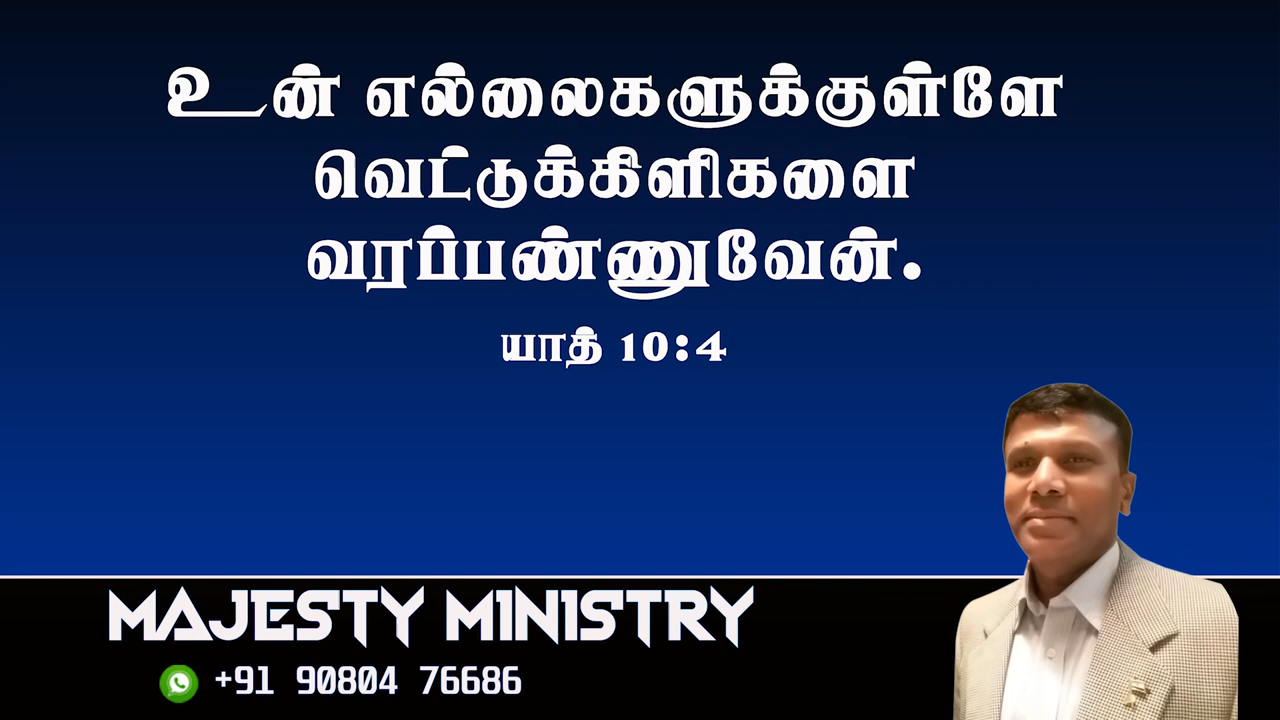 உன் எல்லைகளுக்குள்ளே
வெட்டுக்கிளிகளை
வரப்பண்ணுவேன்.
யாத் 10:4
MAJESTY MINISTRY
+91 90804 76686